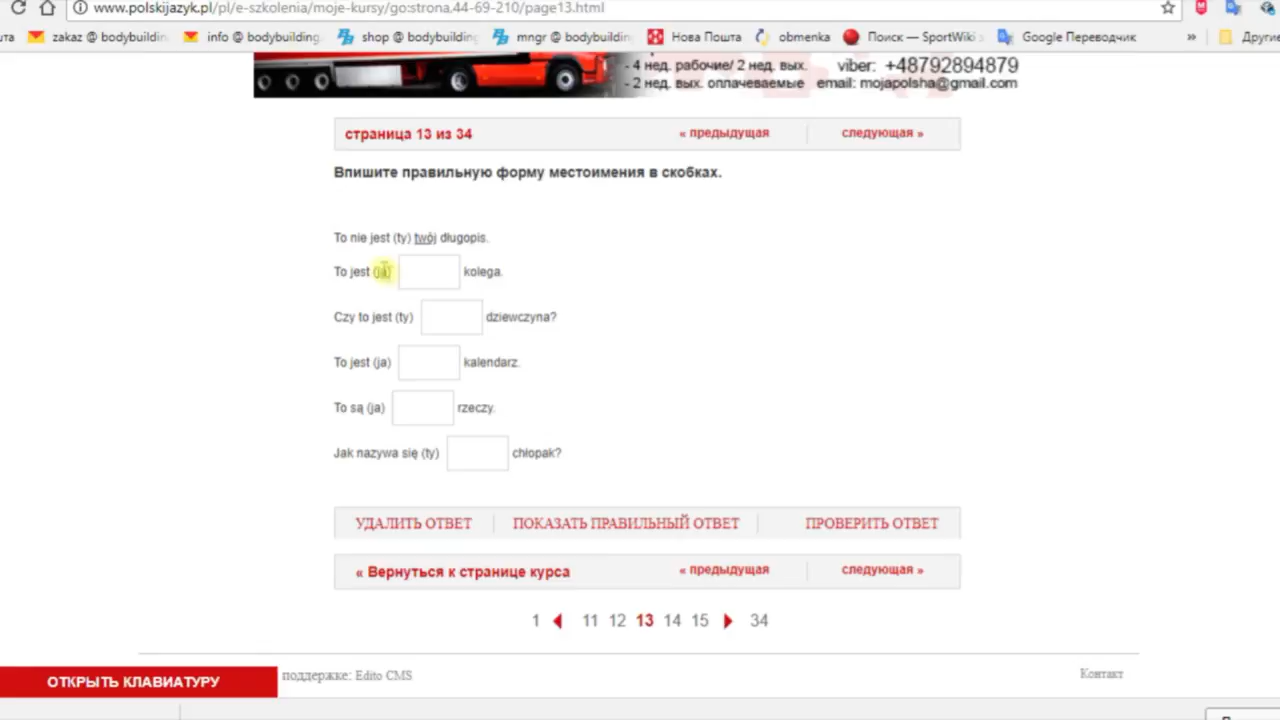 www.polskijazyk.pl/pl/e-szkolenia/moje-kursy/go:strona,44-69-210/page13.html
та zakaz @ bodybuildin info @ bodybuilding shop @ bodybuilding mngr @ bodybuildin Нова Пошта obmenka Поиск — SportWiki Google Переводчик » Другие
- 4 нед. рабочие/ 2 нед. вых. viber: +48792894879
- 2 нед. вых. оплачеваемые email: mojapolsha@gmail.com
страница 13 из 34 « предыдущая следующая »
Впишите правильную форму местоимения в скобках.
To nie jest (ty) twój długopis.
To jest (ja) kolega.
Czy to jest (ty) dziewczyna?
To jest (ja) kalendarz.
To są (ja) rzeczy.
Jak nazywa się (ty) chłopak?
УДАЛИТЬ ОТВЕТ ПОКАЗАТЬ ПРАВИЛЬНЫЙ ОТВЕТ ПРОВЕРИТЬ ОТВЕТ
« Вернуться к странице курса « предыдущая следующая »
1 11 12 13 14 15 34
ОТКРЫТЬ КЛАВИАТУРУ поддержке: Edito CMS Контакт